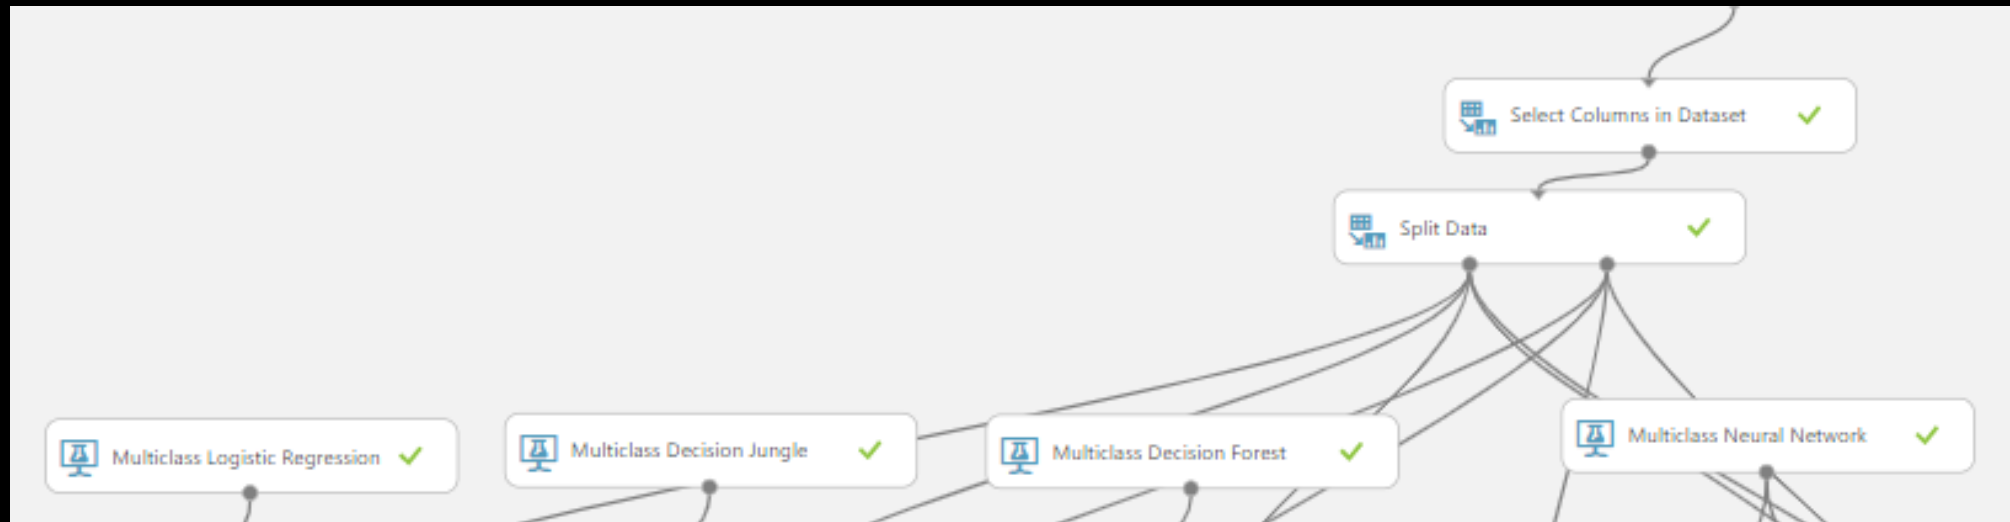 Select Columns in Dataset
Split Data
Multiclass Logistic Regression
Multiclass Decision Jungle
Multiclass Decision Forest
Multiclass Neural Network